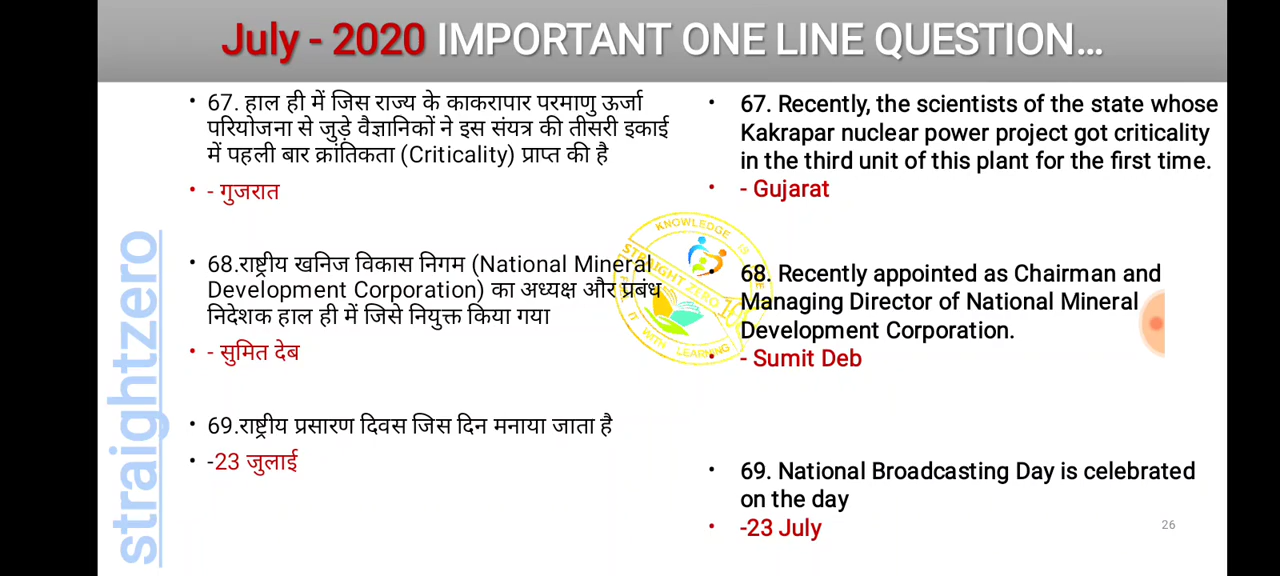 July - 2020 IMPORTANT ONE LINE QUESTION...
• 67. हाल ही में जिस राज्य के काकरापार परमाणु ऊर्जा
परियोजना से जुड़े वैज्ञानिकों ने इस संयत्र की तीसरी इकाई
में पहली बार क्रांतिकता (Criticality) प्राप्त की है
• - गुजरात
• 68.राष्ट्रीय खनिज विकास निगम (National Mineral
Development Corporation) का अध्यक्ष और प्रबंध
निदेशक हाल ही में जिसे नियुक्त किया गया
• - सुमित देब
• 69.राष्ट्रीय प्रसारण दिवस जिस दिन मनाया जाता है
• -23 जुलाई
• 67. Recently, the scientists of the state whose
Kakrapar nuclear power project got criticality
in the third unit of this plant for the first time.
• - Gujarat
• 68. Recently appointed as Chairman and
Managing Director of National Mineral
Development Corporation.
• - Sumit Deb
• 69. National Broadcasting Day is celebrated
on the day
• -23 July
straightzero
KNOWLEDGE IS
STRAIGHT ZERO
WITH LEARNING
26